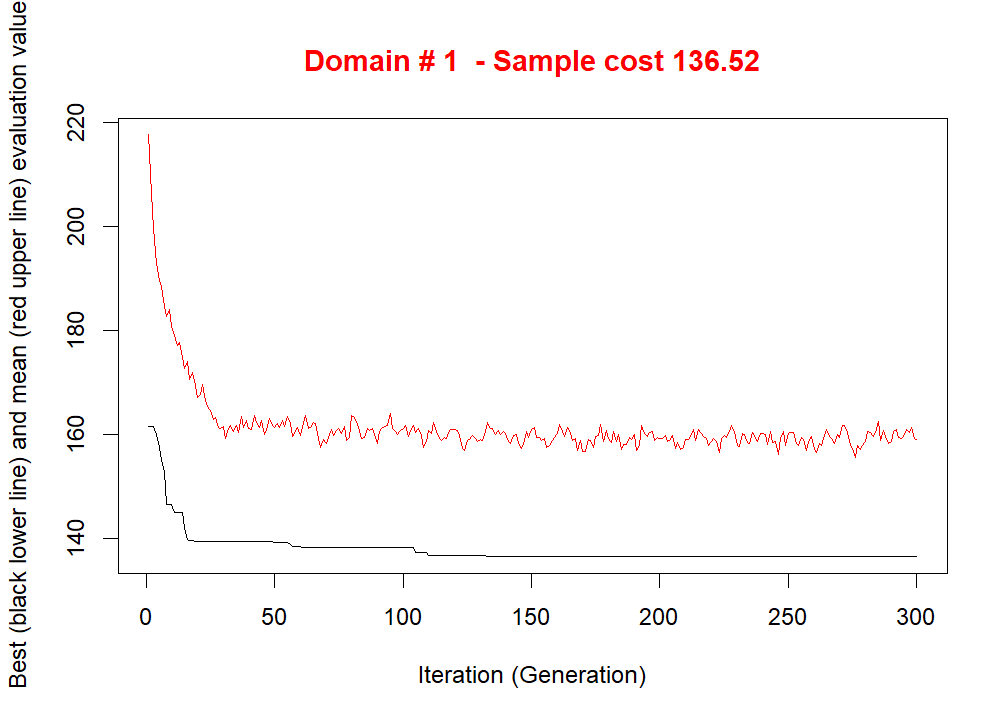 Domain # 1 - Sample cost 136.52
Best (black lower line) and mean (red upper line) evaluation value
220
200
180
160
140
0 50 100 150 200 250 300
Iteration (Generation)